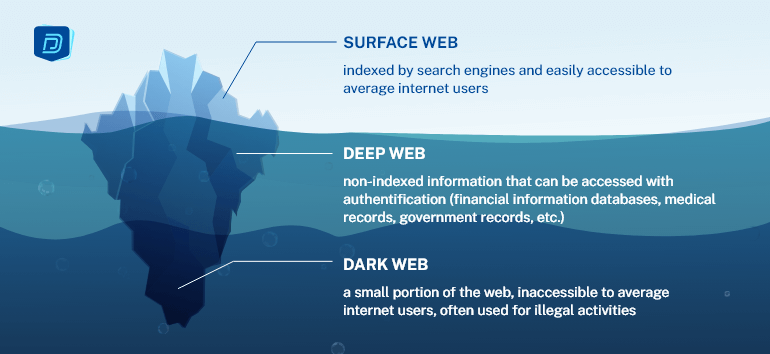 SURFACE WEB
indexed by search engines and easily accessible to
average internet users
DEEP WEB
non-indexed information that can be accessed with
authentification (financial information databases, medical
records, government records, etc.)
DARK WEB
a small portion of the web, inaccessible to average
internet users, often used for illegal activities